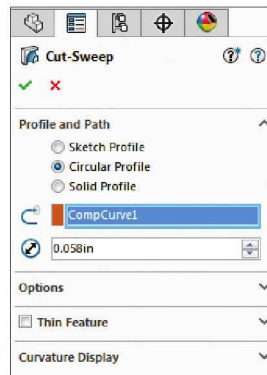 Cut-Sweep
Profile and Path
Sketch Profile
Circular Profile
Solid Profile
CompCurve1
0.058in
Options
Thin Feature
Curvature Display